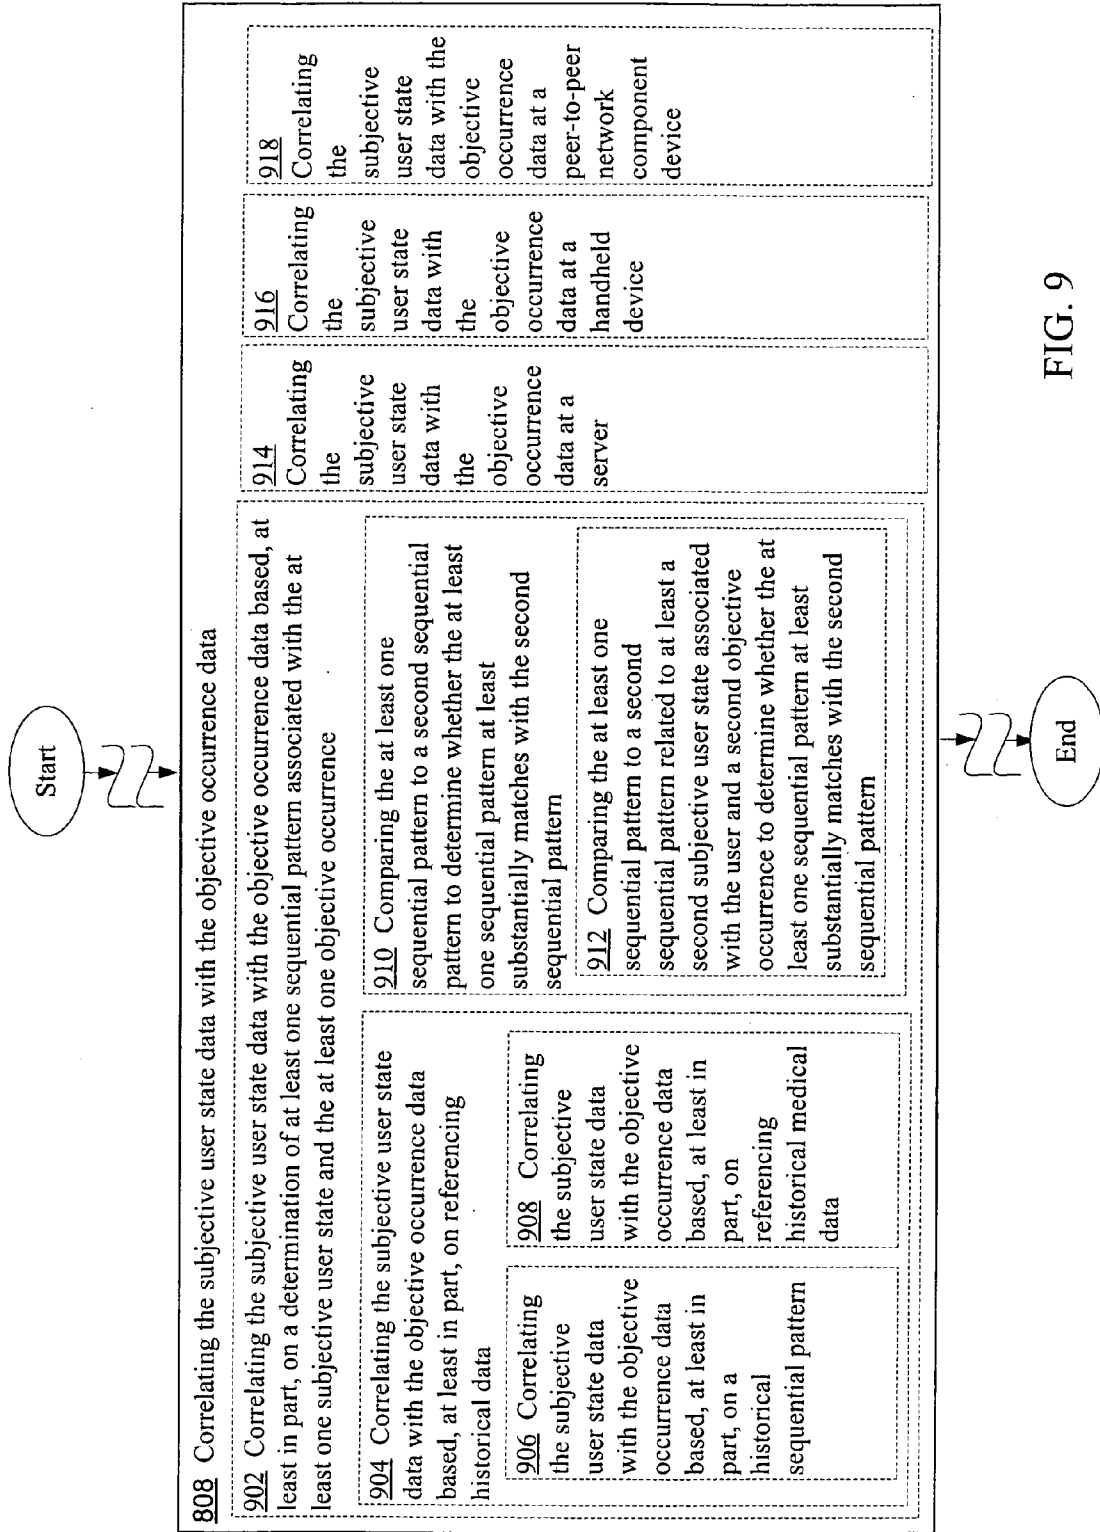 Start
808 Correlating the subjective user state data with the objective occurrence data
902 Correlating the subjective user state data with the objective occurrence data based, at
least in part, on a determination of at least one sequential pattern associated with the at
least one subjective user state and the at least one objective occurrence
904 Correlating the subjective user state
data with the objective occurrence data
based, at least in part, on referencing
historical data
906 Correlating
the subjective
user state data
with the objective
occurrence data
based, at least in
part, on a
historical
sequential pattern
908 Correlating
the subjective
user state data
with the objective
occurrence data
based, at least in
part, on
referencing
historical medical
data
910 Comparing the at least one
sequential pattern to a second sequential
pattern to determine whether the at least
one sequential pattern at least
substantially matches with the second
sequential pattern
912 Comparing the at least one
sequential pattern to a second
sequential pattern related to at least a
second subjective user state associated
with the user and a second objective
occurrence to determine whether the at
least one sequential pattern at least
substantially matches with the second
sequential pattern
914
Correlating
the
subjective
user state
data with
the
objective
occurrence
data at a
server
916
Correlating
the
subjective
user state
data with
the
objective
occurrence
data at a
handheld
device
918
Correlating
the
subjective
user state
data with the
objective
occurrence
data at a
peer-to-peer
network
component
device
End
FIG. 9